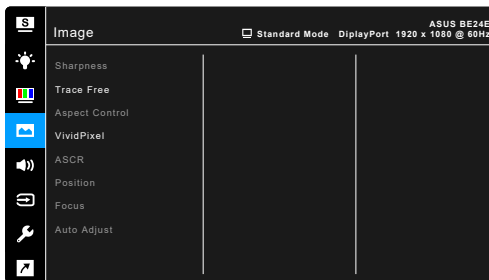 S
Image
ASUS BE24E
Standard Mode DiplayPort 1920 x 1080 @ 60Hz
Sharpness
Trace Free
Aspect Control
VividPixel
ASCR
Position
Focus
Auto Adjust